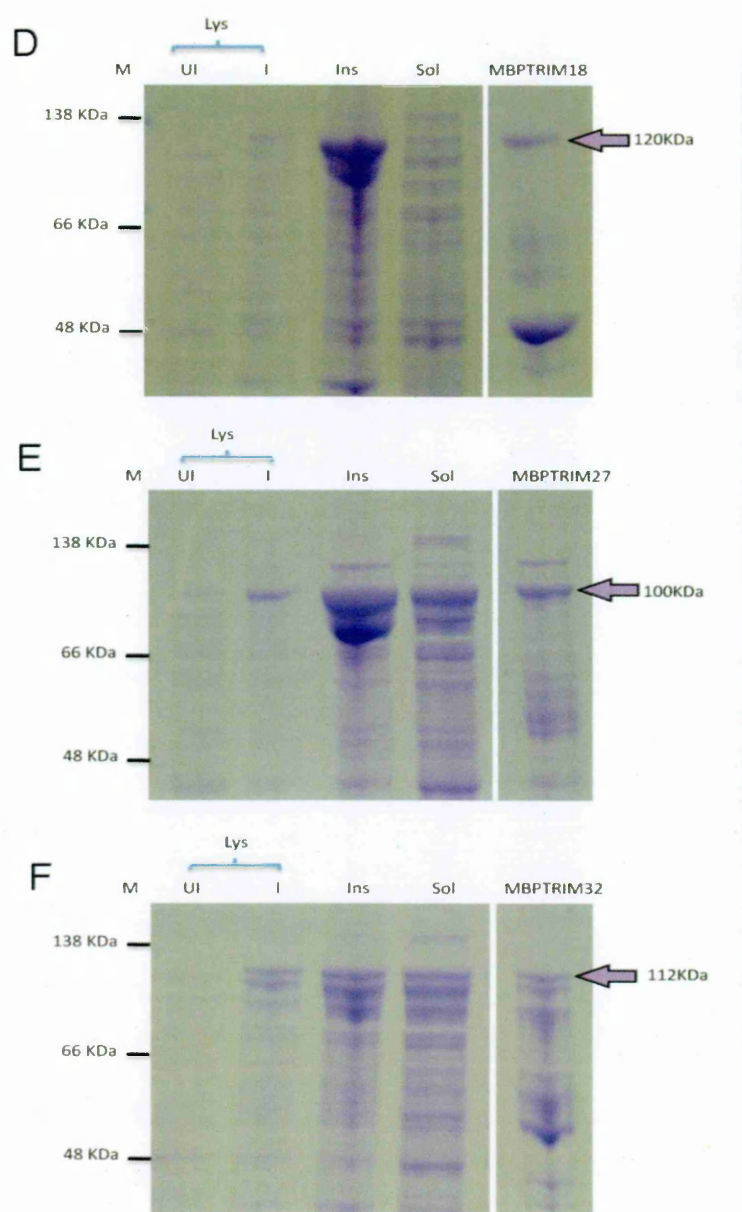 D
Lys
M UI I Ins Sol MBPTRIM18
138 KDa
120KDa
66 KDa
48 KDa
E
Lys
M UI I Ins Sol MBPTRIM27
138 KDa
100KDa
66 KDa
48 KDa
F
Lys
M UI I Ins Sol MBPTRIM32
138 KDa
112KDa
66 KDa
48 KDa